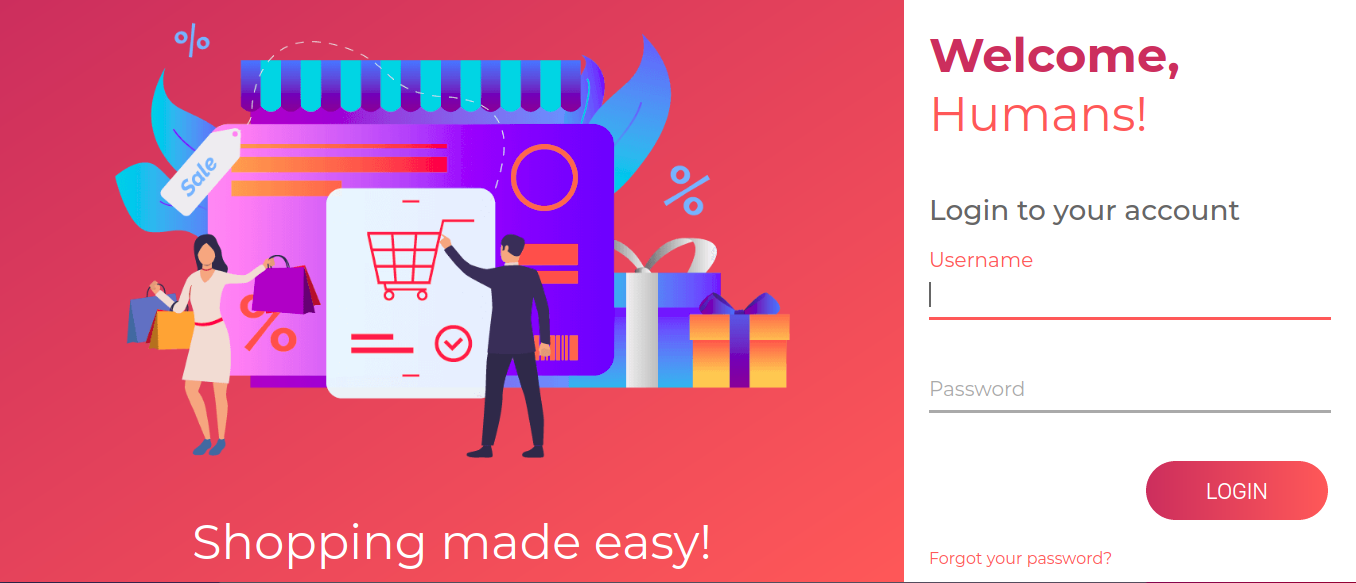 Sale
Shopping made easy!
Welcome,
Humans!
Login to your account
Username
Password
LOGIN
Forgot your password?